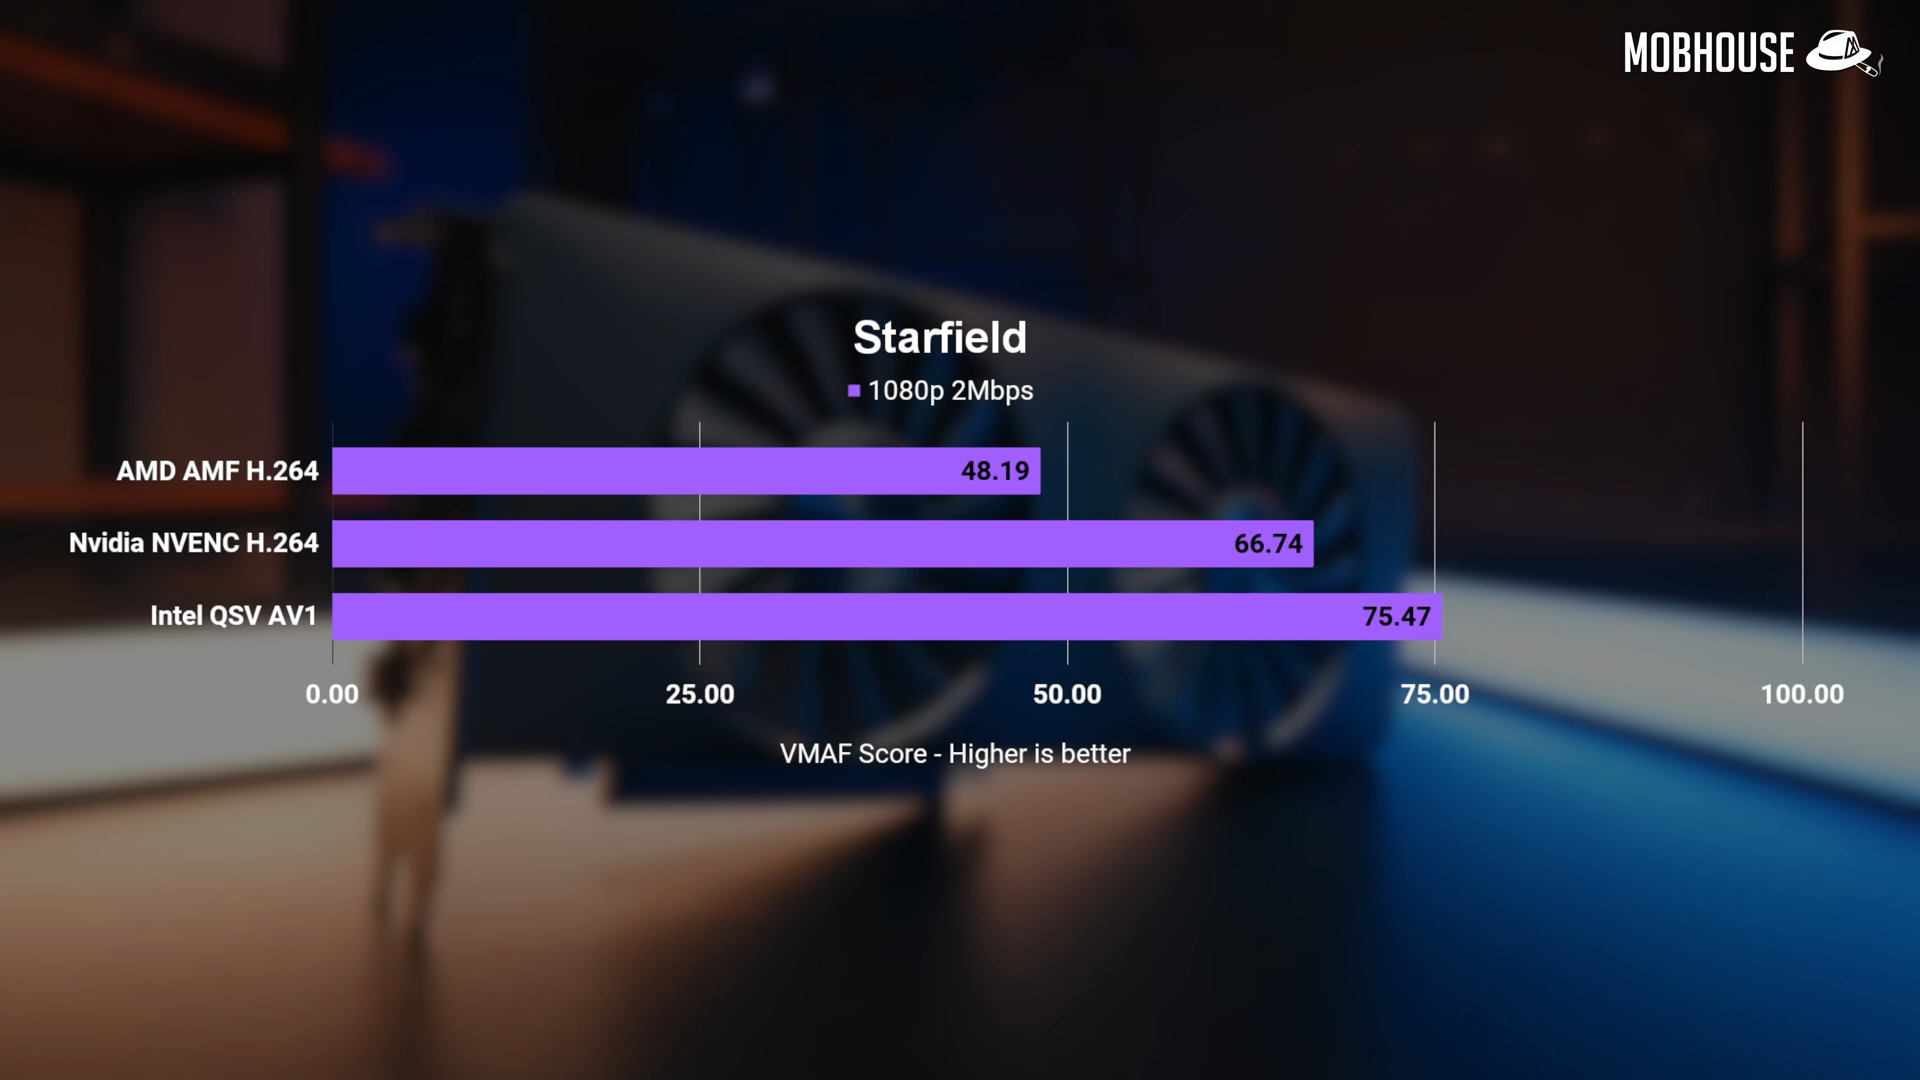 MOBHOUSE
Starfield
1080p 2Mbps
AMD AMF H.264
48.19
Nvidia NVENC H.264
66.74
Intel QSV AV1
75.47
0.00 25.00 50.00 75.00 100.00
VMAF Score - Higher is better